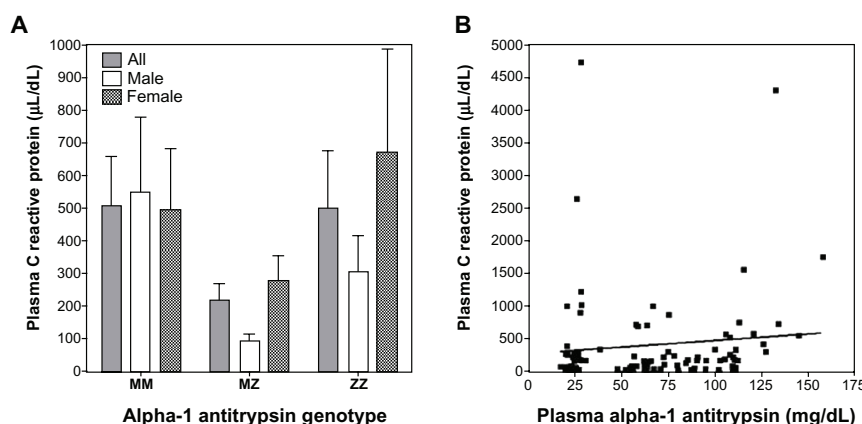 A
Plasma C reactive protein (µL/dL)
1000
900
800
700
600
500
400
300
200
100
0
All
Male
Female
MM
MZ
ZZ
Alpha-1 antitrypsin genotype
B
Plasma C reactive protein (µL/dL)
5000
4500
4000
3500
3000
2500
2000
1500
1000
500
0
0
25
50
75
100
125
150
175
Plasma alpha-1 antitrypsin (mg/dL)